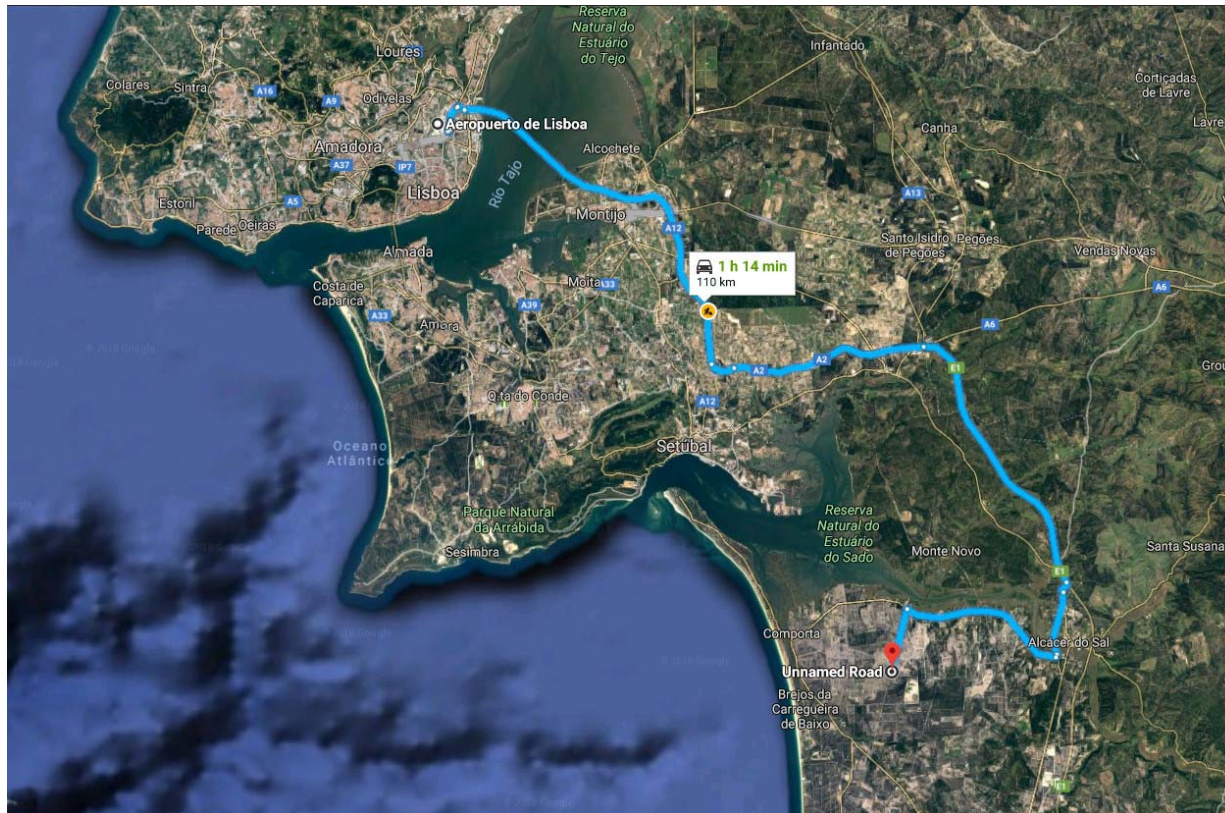 Reserva
Natural do
Estuário
do Tejo
Loures
Infantado
Colares
Sintra
A16
A9
Odivelas
Cortiçadas
de Lavre
Aeropuerto de Lisboa
Lavre
Canha
Amadora
Alcochete
A37
IP7
Río Tajo
Lisboa
A13
Estoril
A5
Oeiras
Parede
Montijo
A12
Santo Isidro
de Pegões
Pegões
Vendas Novas
Almada
1 h 14 min
110 km
Costa de
Caparica
Moita
A33
A6
A39
A33
Amora
A6
A2
A2
E1
Grou
Q.ta do Conde
A12
Oceano
Atlântico
Setúbal
Parque Natural
da Arrábida
Reserva
Natural do
Estuário
do Sado
Sesimbra
Monte Novo
Santa Susana
E1
Comporta
Alcácer do Sal
Unnamed Road
Brejos da
Carregueira
de Baixo
E1